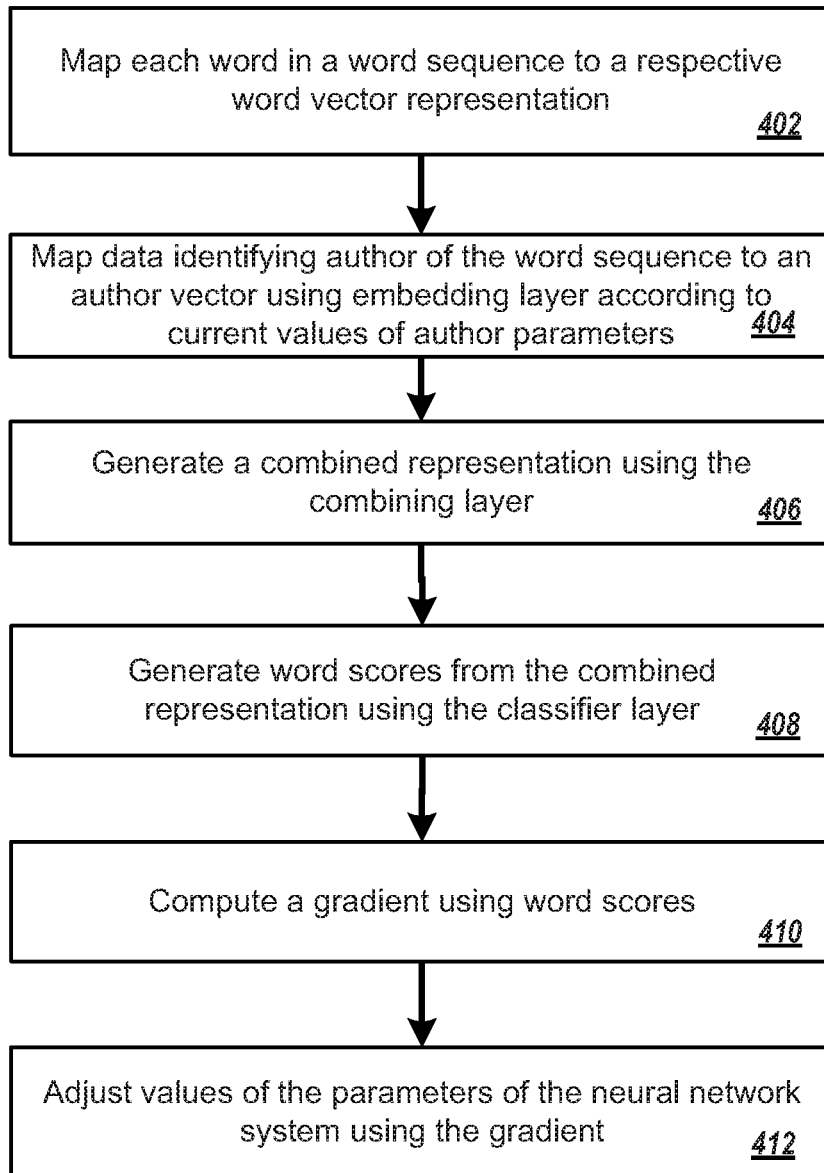 Map each word in a word sequence to a respective
word vector representation
402
Map data identifying author of the word sequence to an
author vector using embedding layer according to
current values of author parameters
404
Generate a combined representation using the
combining layer
406
Generate word scores from the combined
representation using the classifier layer
408
Compute a gradient using word scores
410
Adjust values of the parameters of the neural network
system using the gradient
412